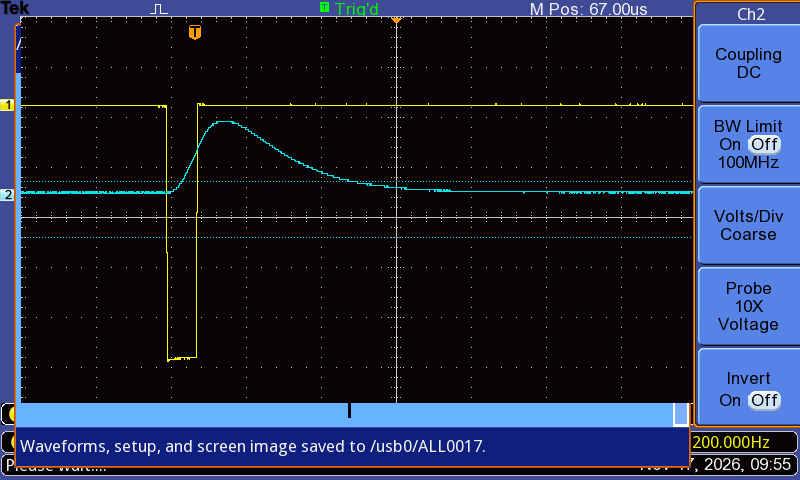 Tek
T Trig'd
M Pos: 67.00us
Ch2
T
Coupling
DC
1
BW Limit
On Off
100MHz
2
Volts/Div
Coarse
Probe
10X
Voltage
Invert
On Off
Waveforms, setup, and screen image saved to /usb0/ALL0017.
200.000Hz
Please wait....
Nov 17, 2026, 09:55